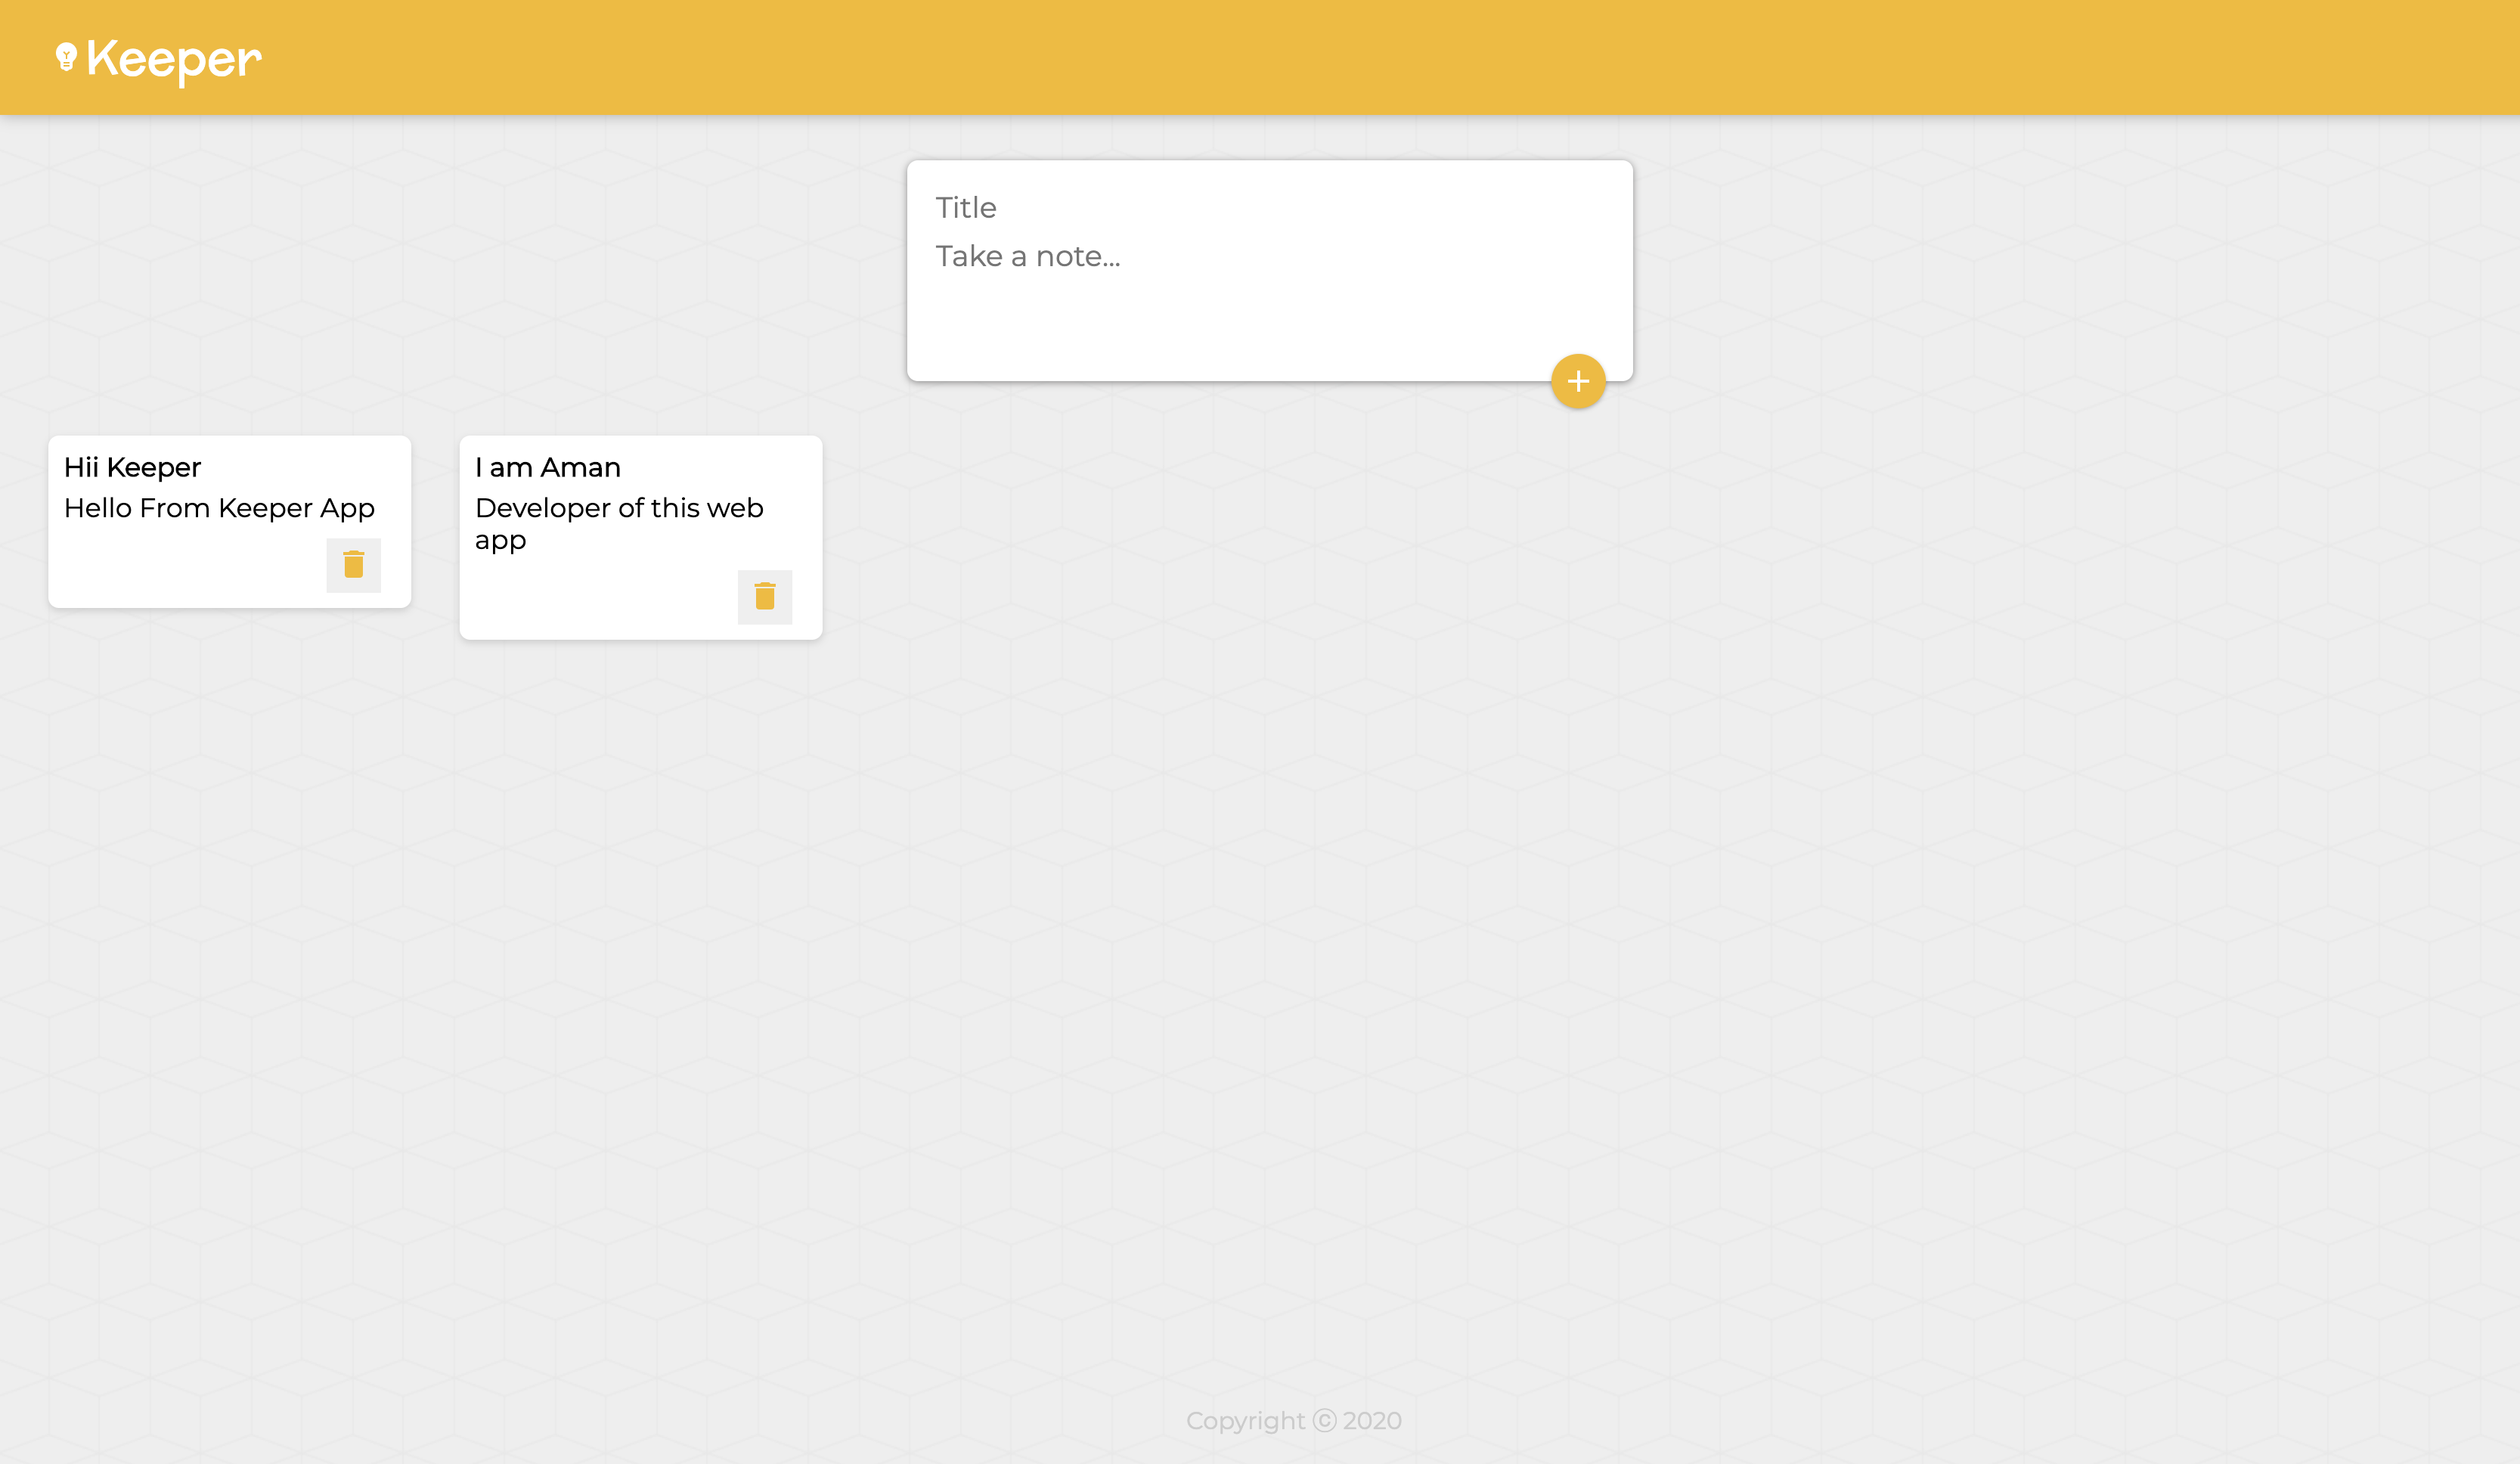 Keeper
Title
Take a note...
Hii Keeper
Hello From Keeper App
I am Aman
Developer of this web
app
Copyright ⓒ 2020